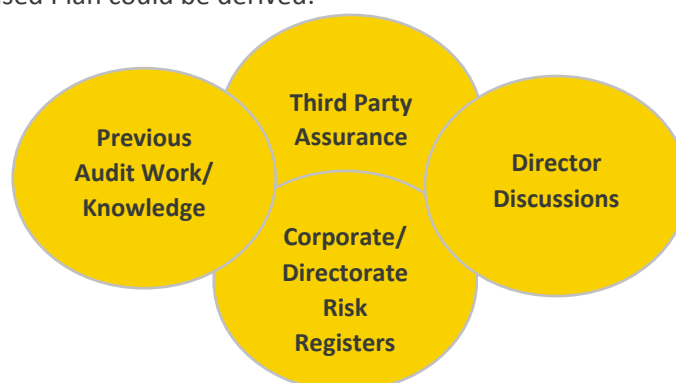 sed Plan could be derived:
Third Party
Assurance
Previous
Audit Work/
Knowledge
Director
Discussions
Corporate/
Directorate
Risk
Registers